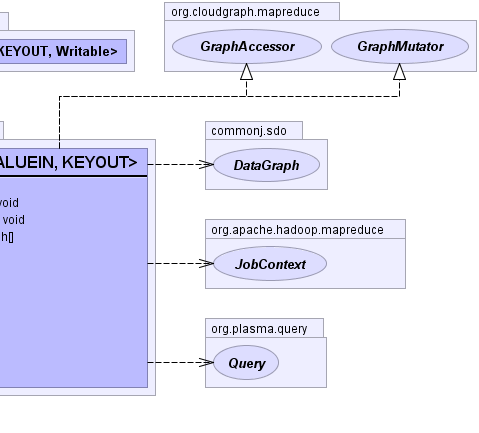 org.cloudgraph.mapreduce
GraphAccessor
GraphMutator
KEYOUT, Writable>
commonj.sdo
DataGraph
ALUEIN, KEYOUT>
void
void
h[]
org.apache.hadoop.mapreduce
JobContext
org.plasma.query
Query